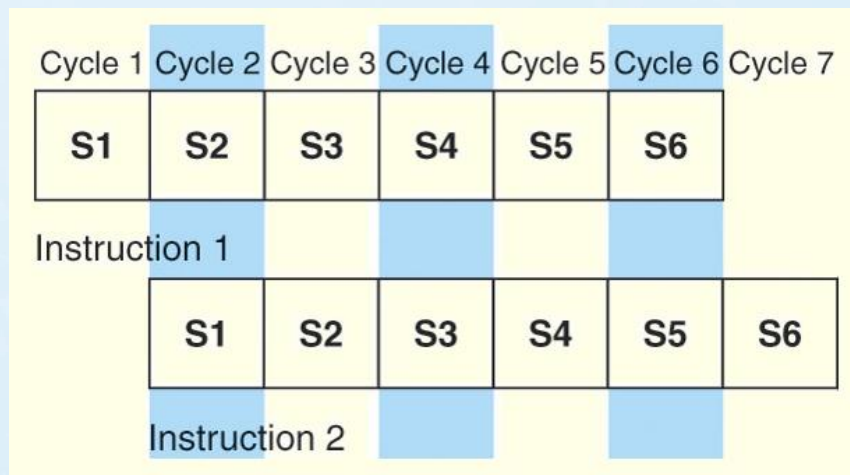 Cycle 1 Cycle 2 Cycle 3 Cycle 4 Cycle 5 Cycle 6 Cycle 7
S1 S2 S3 S4 S5 S6
Instruction 1
S1 S2 S3 S4 S5 S6
Instruction 2